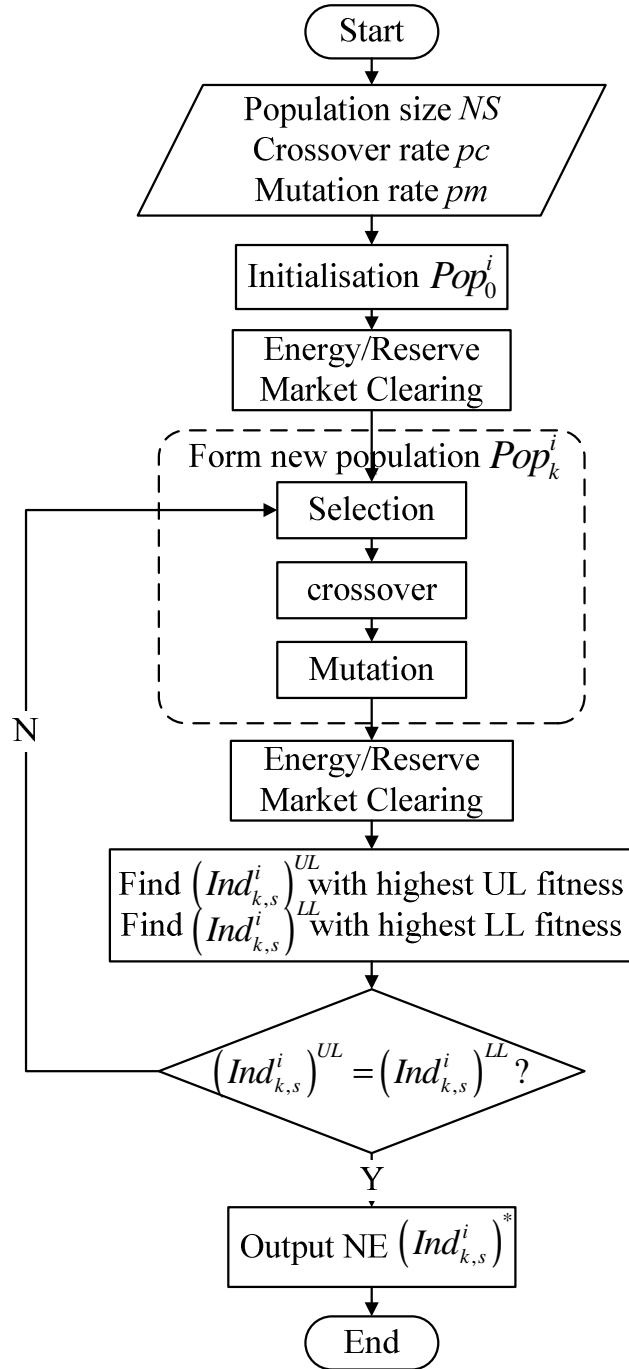 Start
Population size NS
Crossover rate pc
Mutation rate pm
Initialisation Pop_0^i
Energy/Reserve
Market Clearing
Form new population Pop_k^i
Selection
crossover
Mutation
N
Energy/Reserve
Market Clearing
Find (Ind_{k,s}^i)^{UL} with highest UL fitness
Find (Ind_{k,s}^i)^{LL} with highest LL fitness
(Ind_{k,s}^i)^{UL} = (Ind_{k,s}^i)^{LL} ?
Y
Output NE (Ind_{k,s}^i)^*
End